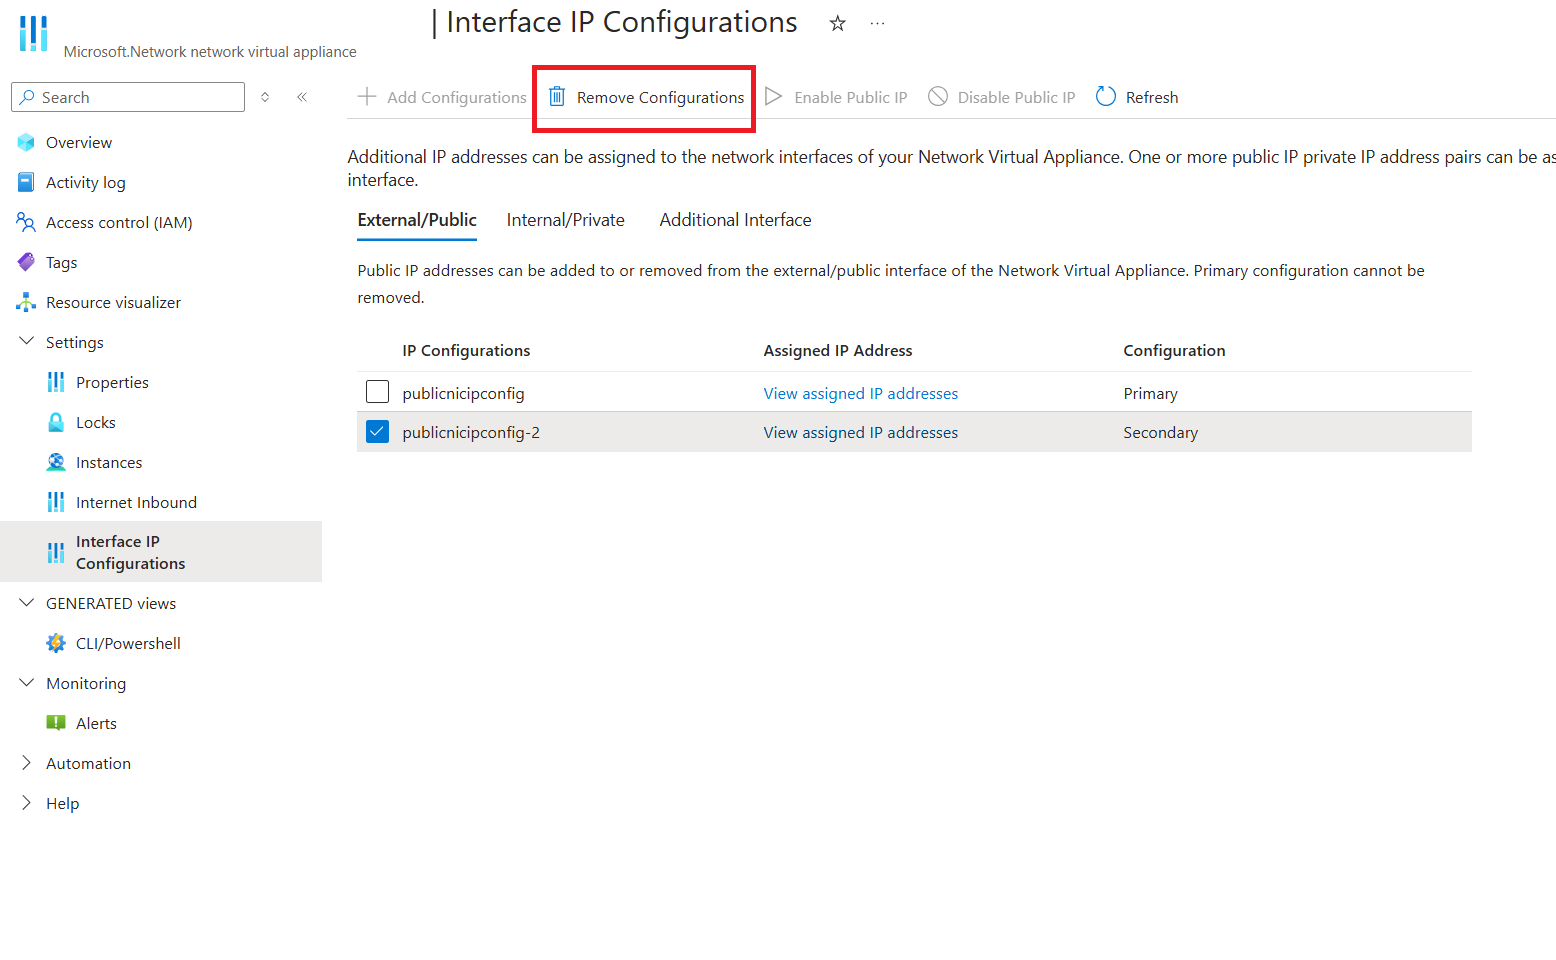 | Interface IP Configurations
Microsoft.Network network virtual appliance
Search
Add Configurations
Remove Configurations
Enable Public IP
Disable Public IP
Refresh
Overview
Activity log
Access control (IAM)
Tags
Resource visualizer
Settings
Properties
Locks
Instances
Internet Inbound
Interface IP
Configurations
GENERATED views
CLI/Powershell
Monitoring
Alerts
Automation
Help
Additional IP addresses can be assigned to the network interfaces of your Network Virtual Appliance. One or more public IP private IP address pairs can be as
interface.
External/Public
Internal/Private
Additional Interface
Public IP addresses can be added to or removed from the external/public interface of the Network Virtual Appliance. Primary configuration cannot be
removed.
IP Configurations
Assigned IP Address
Configuration
publicnicipconfig
View assigned IP addresses
Primary
publicnicipconfig-2
View assigned IP addresses
Secondary